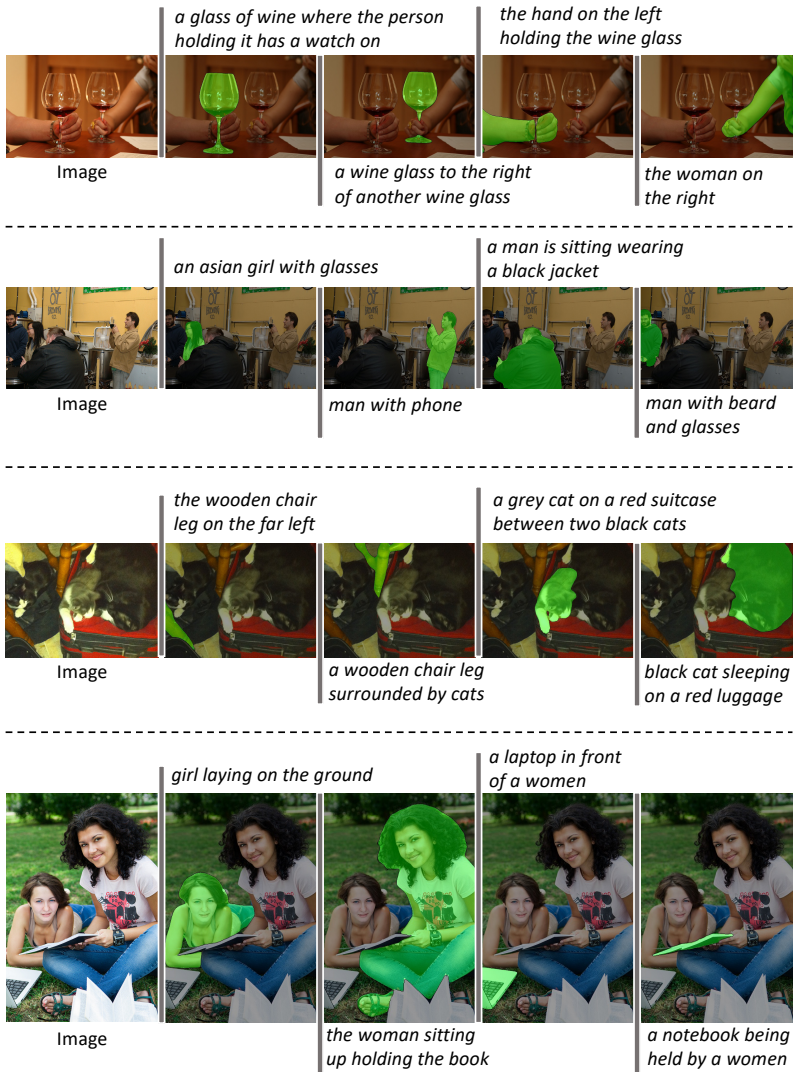 a glass of wine where the person
holding it has a watch on
the hand on the left
holding the wine glass
Image
a wine glass to the right
of another wine glass
the woman on
the right
an asian girl with glasses
a man is sitting wearing
a black jacket
Image
man with phone
man with beard
and glasses
the wooden chair
leg on the far left
a grey cat on a red suitcase
between two black cats
Image
a wooden chair leg
surrounded by cats
black cat sleeping
on a red luggage
girl laying on the ground
a laptop in front
of a women
Image
the woman sitting
up holding the book
a notebook being
held by a women